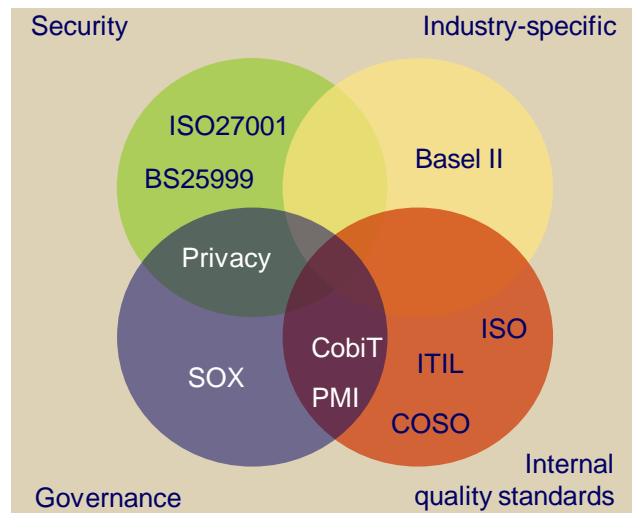 Security
Industry-specific
ISO27001
BS25999
Basel II
Privacy
CobiT
PMI
SOX
ISO
ITIL
COSO
Governance
Internal
quality standards